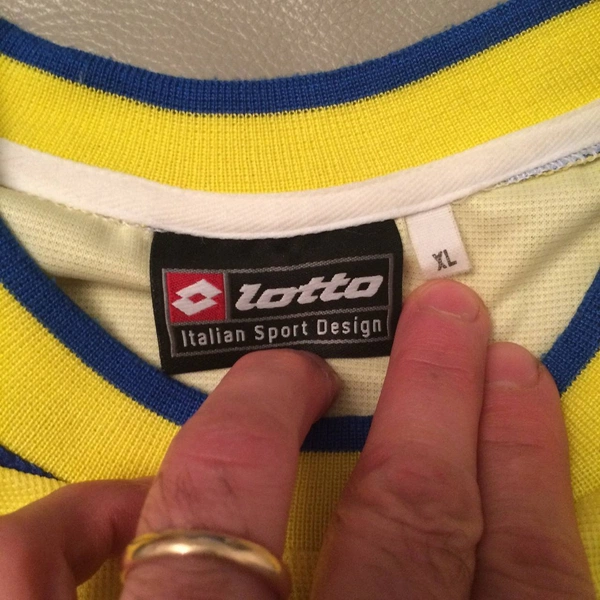 lotto
XL
Italian Sport Design